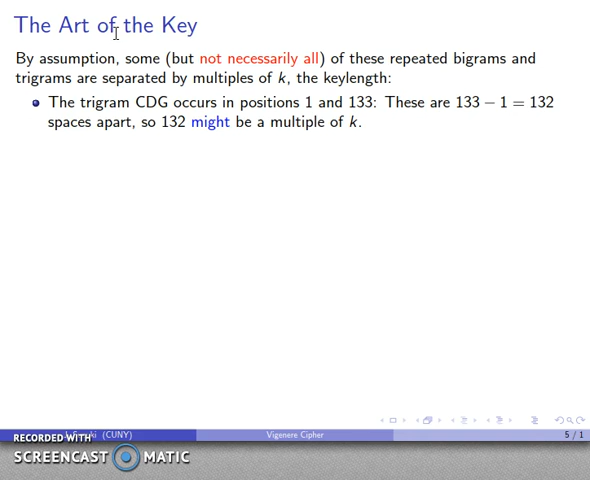 The Art of the Key
By assumption, some (but not necessarily all) of these repeated bigrams and
trigrams are separated by multiples of k, the keylength:
The trigram CDG occurs in positions 1 and 133: These are 133 − 1 = 132
spaces apart, so 132 might be a multiple of k.
(CUNY) Vigenere Cipher 5 / 1
RECORDED WITH
SCREENCAST MATIC